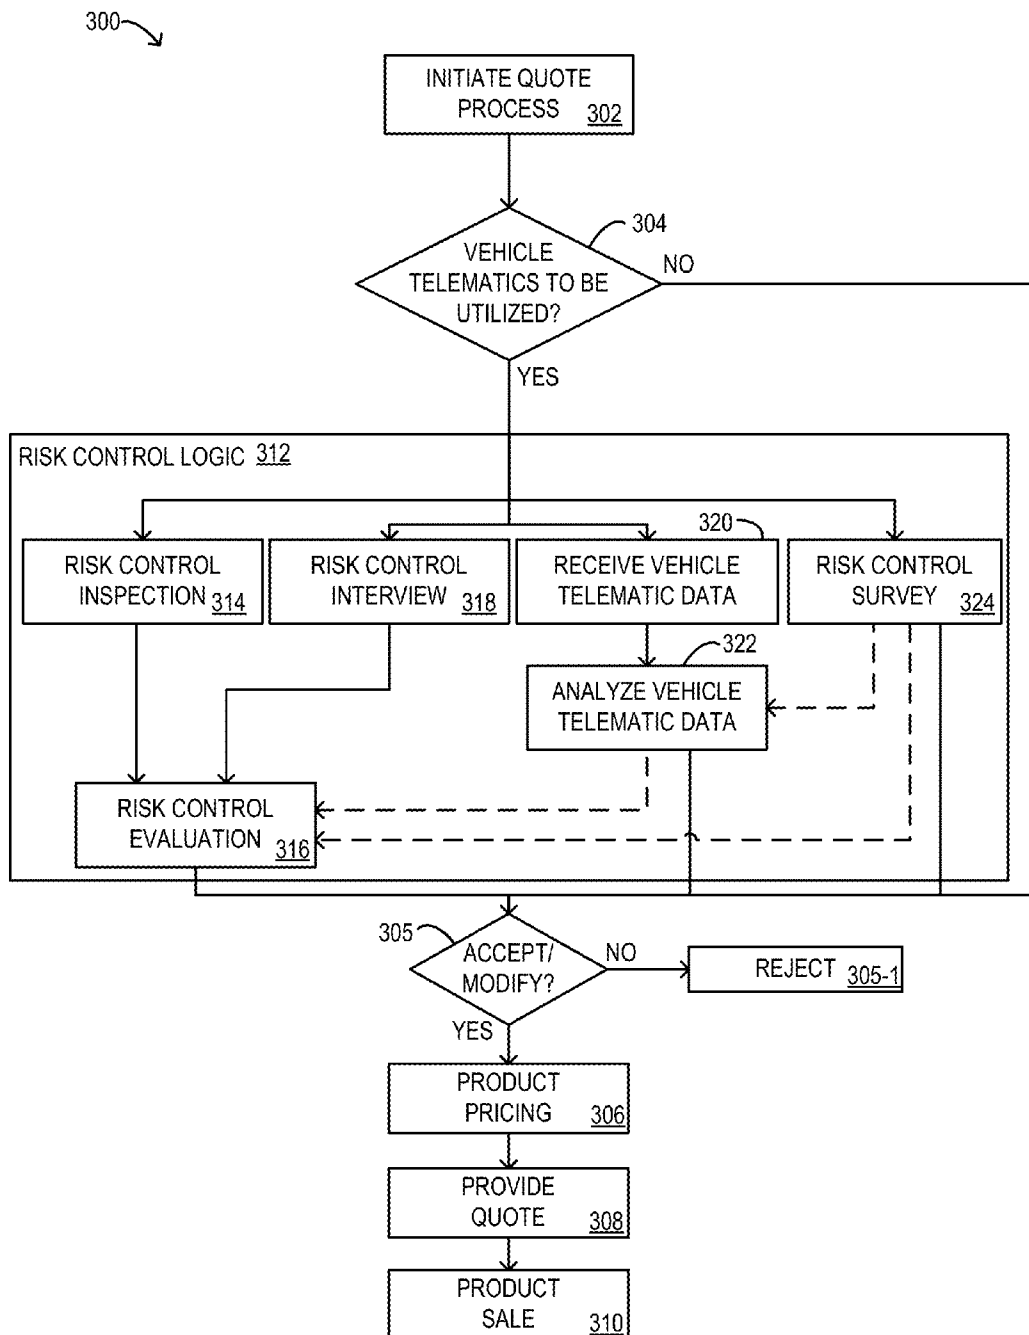 300
INITIATE QUOTE
PROCESS 302
304
VEHICLE
TELEMATICS TO BE
UTILIZED?
NO
YES
RISK CONTROL LOGIC 312
RISK CONTROL
INSPECTION 314
RISK CONTROL
INTERVIEW 318
320
RECEIVE VEHICLE
TELEMATIC DATA
RISK CONTROL
SURVEY 324
322
ANALYZE VEHICLE
TELEMATIC DATA
RISK CONTROL
EVALUATION 316
305
ACCEPT/
MODIFY?
NO
REJECT 305-1
YES
PRODUCT
PRICING 306
PROVIDE
QUOTE 308
PRODUCT
SALE 310